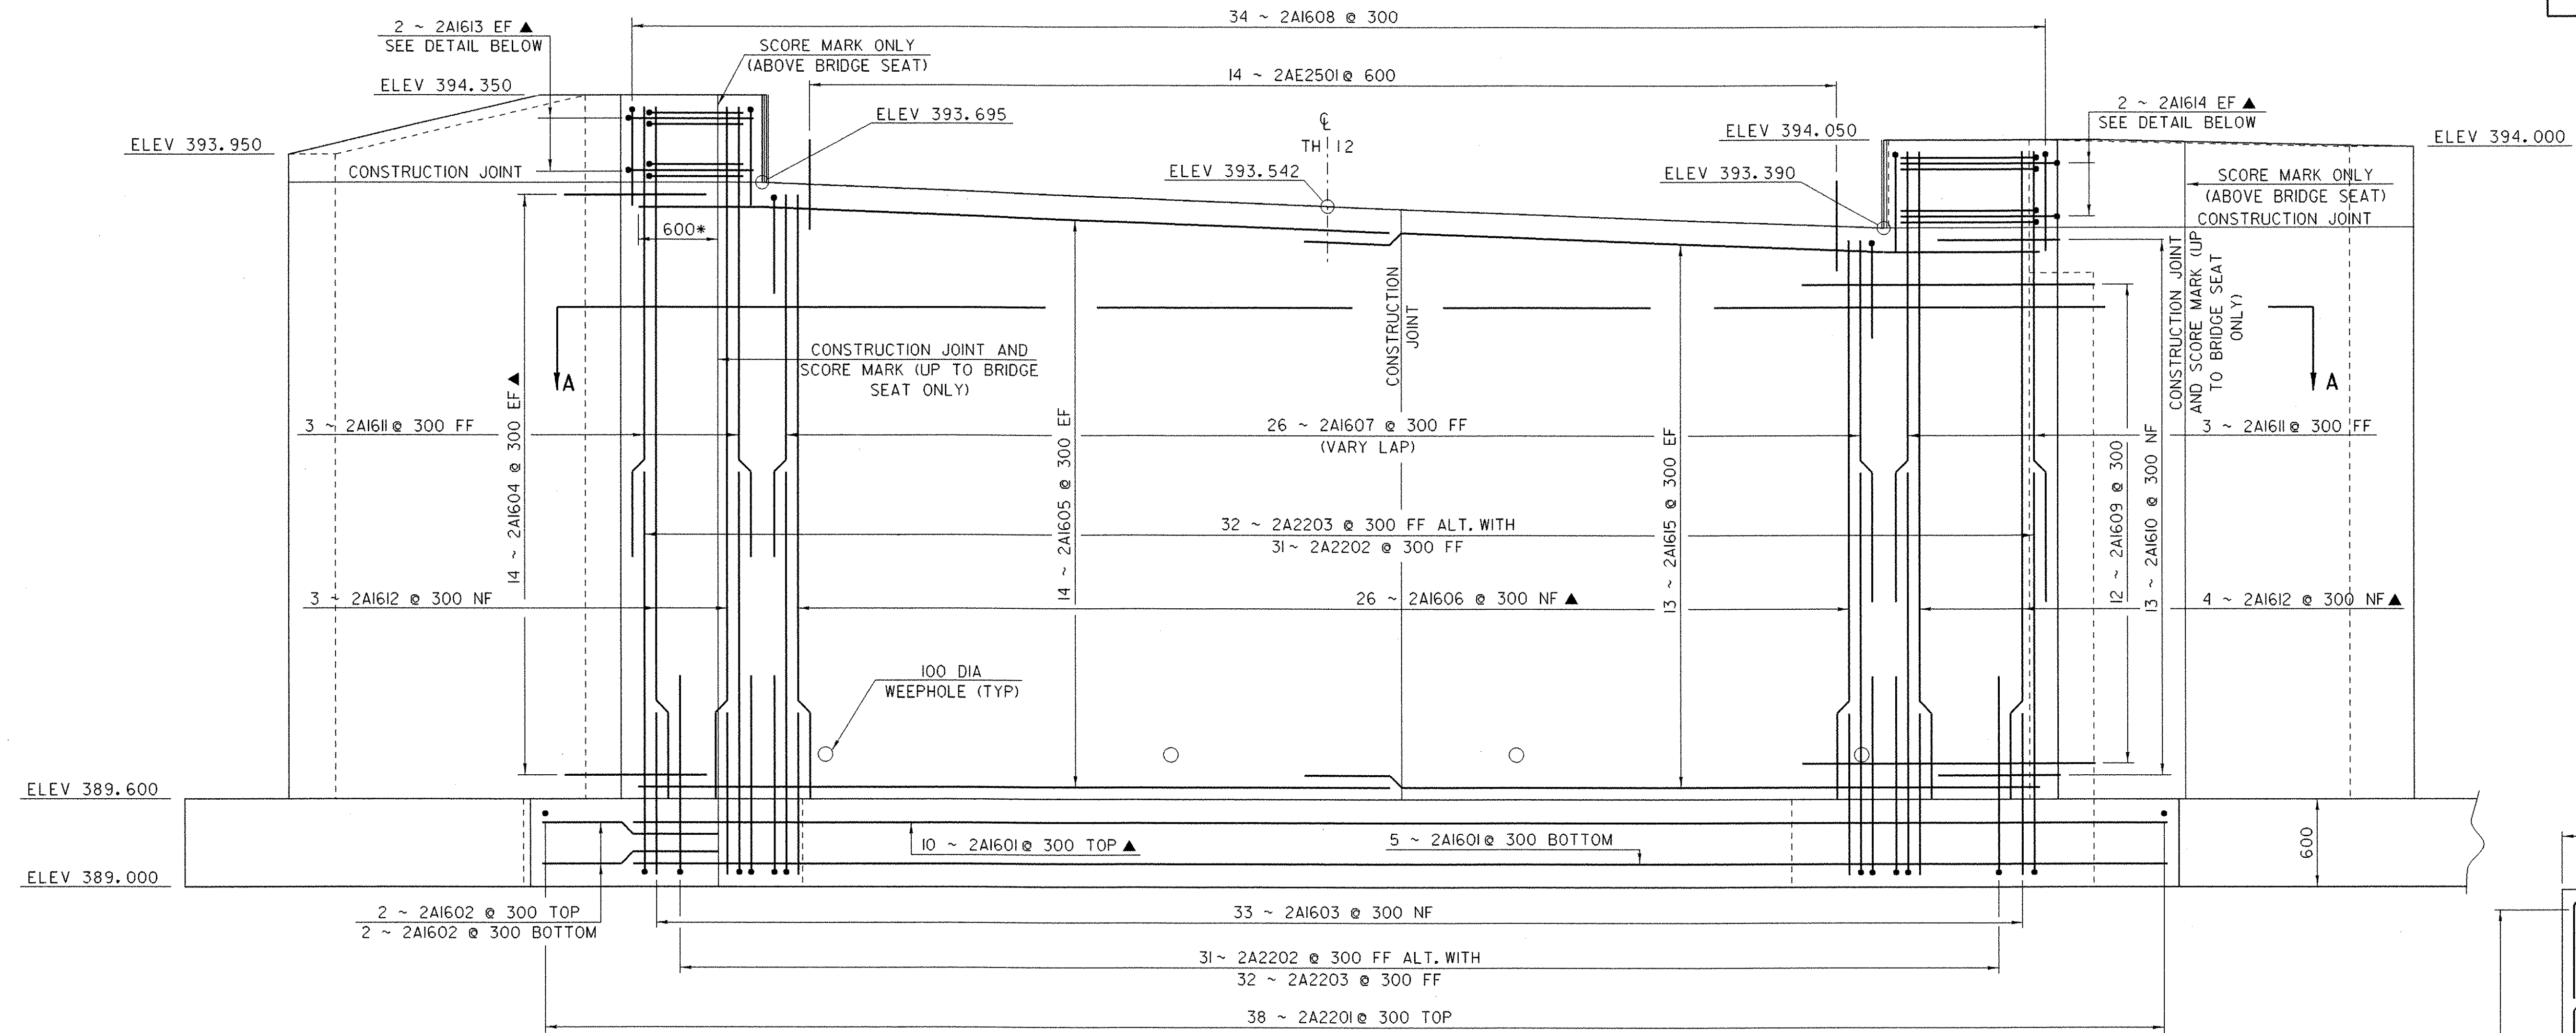 34 ~ 2A1608 @ 300
2 ~ 2A1613 EF ▲
SEE DETAIL BELOW
SCORE MARK ONLY
(ABOVE BRIDGE SEAT)
14 ~ 2AE2501 @ 600
ELEV 394.350
ELEV 393.695
℄
TH 12
ELEV 394.050
2 ~ 2A1614 EF ▲
SEE DETAIL BELOW
ELEV 393.950
ELEV 394.000
CONSTRUCTION JOINT
ELEV 393.542
ELEV 393.390
SCORE MARK ONLY
(ABOVE BRIDGE SEAT)
CONSTRUCTION JOINT
600*
CONSTRUCTION
JOINT
CONSTRUCTION JOINT
AND SCORE MARK (UP
TO BRIDGE SEAT
ONLY)
CONSTRUCTION JOINT AND
SCORE MARK (UP TO BRIDGE
SEAT ONLY)
A
A
14 ~ 2A1604 @ 300 EF ▲
3 ~ 2A1611 @ 300 FF
26 ~ 2A1607 @ 300 FF
(VARY LAP)
3 ~ 2A1611 @ 300 FF
14 ~ 2A1605 @ 300 EF
13 ~ 2A1615 @ 300 EF
12 ~ 2A1609 @ 300
13 ~ 2A1610 @ 300 NF
32 ~ 2A2203 @ 300 FF ALT. WITH
31 ~ 2A2202 @ 300 FF
3 ~ 2A1612 @ 300 NF
26 ~ 2A1606 @ 300 NF ▲
4 ~ 2A1612 @ 300 NF ▲
100 DIA
WEEPHOLE (TYP)
ELEV 389.600
10 ~ 2A1601 @ 300 TOP ▲
5 ~ 2A1601 @ 300 BOTTOM
600
ELEV 389.000
2 ~ 2A1602 @ 300 TOP
2 ~ 2A1602 @ 300 BOTTOM
33 ~ 2A1603 @ 300 NF
31 ~ 2A2202 @ 300 FF ALT. WITH
32 ~ 2A2203 @ 300 FF
38 ~ 2A2201 @ 300 TOP